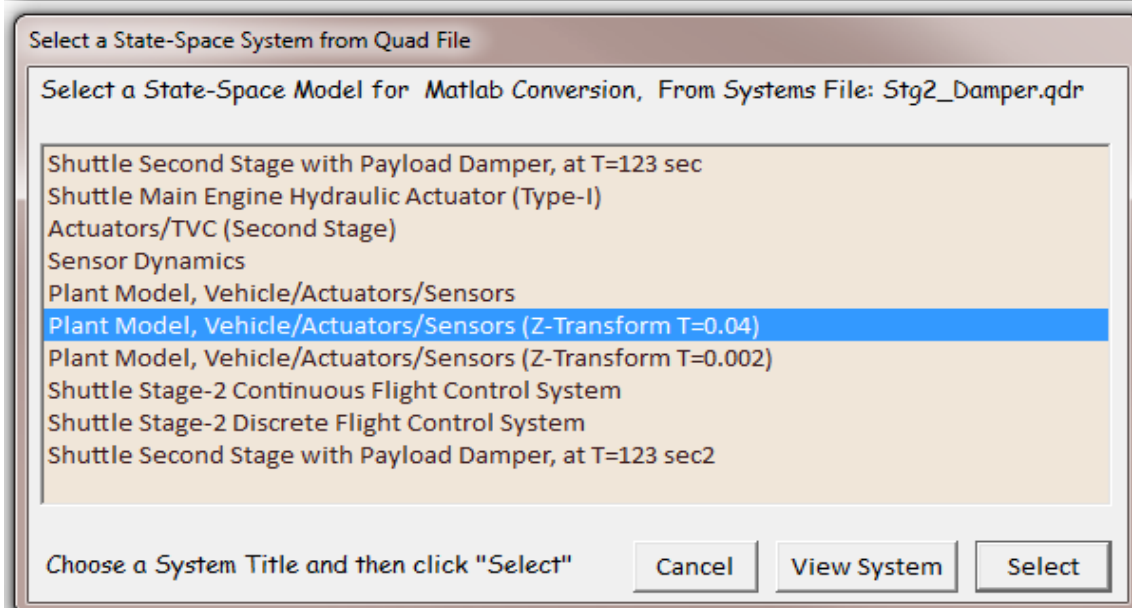 Select a State-Space System from Quad File
Select a State-Space Model for Matlab Conversion, From Systems File: Stg2_Damper.qdr
Shuttle Second Stage with Payload Damper, at T=123 sec
Shuttle Main Engine Hydraulic Actuator (Type-I)
Actuators/TVC (Second Stage)
Sensor Dynamics
Plant Model, Vehicle/Actuators/Sensors
Plant Model, Vehicle/Actuators/Sensors (Z-Transform T=0.04)
Plant Model, Vehicle/Actuators/Sensors (Z-Transform T=0.002)
Shuttle Stage-2 Continuous Flight Control System
Shuttle Stage-2 Discrete Flight Control System
Shuttle Second Stage with Payload Damper, at T=123 sec2
Choose a System Title and then click "Select" Cancel View System Select